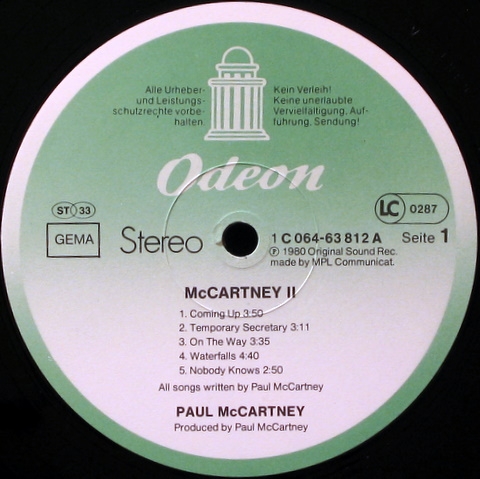 Alle Urheber-
und Leistungs-
schutzrechte vorbe-
halten.
Kein Verleih!
Keine unerlaubte
Vervielfältigung, Auf-
führung, Sendung!
Odeon
ST 33
GEMA
Stereo
LC 0287
1 C 064-63 812 A
Seite 1
℗ 1980 Original Sound Rec.
made by MPL Communicat.
McCARTNEY II
1. Coming Up 3:50
2. Temporary Secretary 3:11
3. On The Way 3:35
4. Waterfalls 4:40
5. Nobody Knows 2:50
All songs written by Paul McCartney
PAUL McCARTNEY
Produced by Paul McCartney